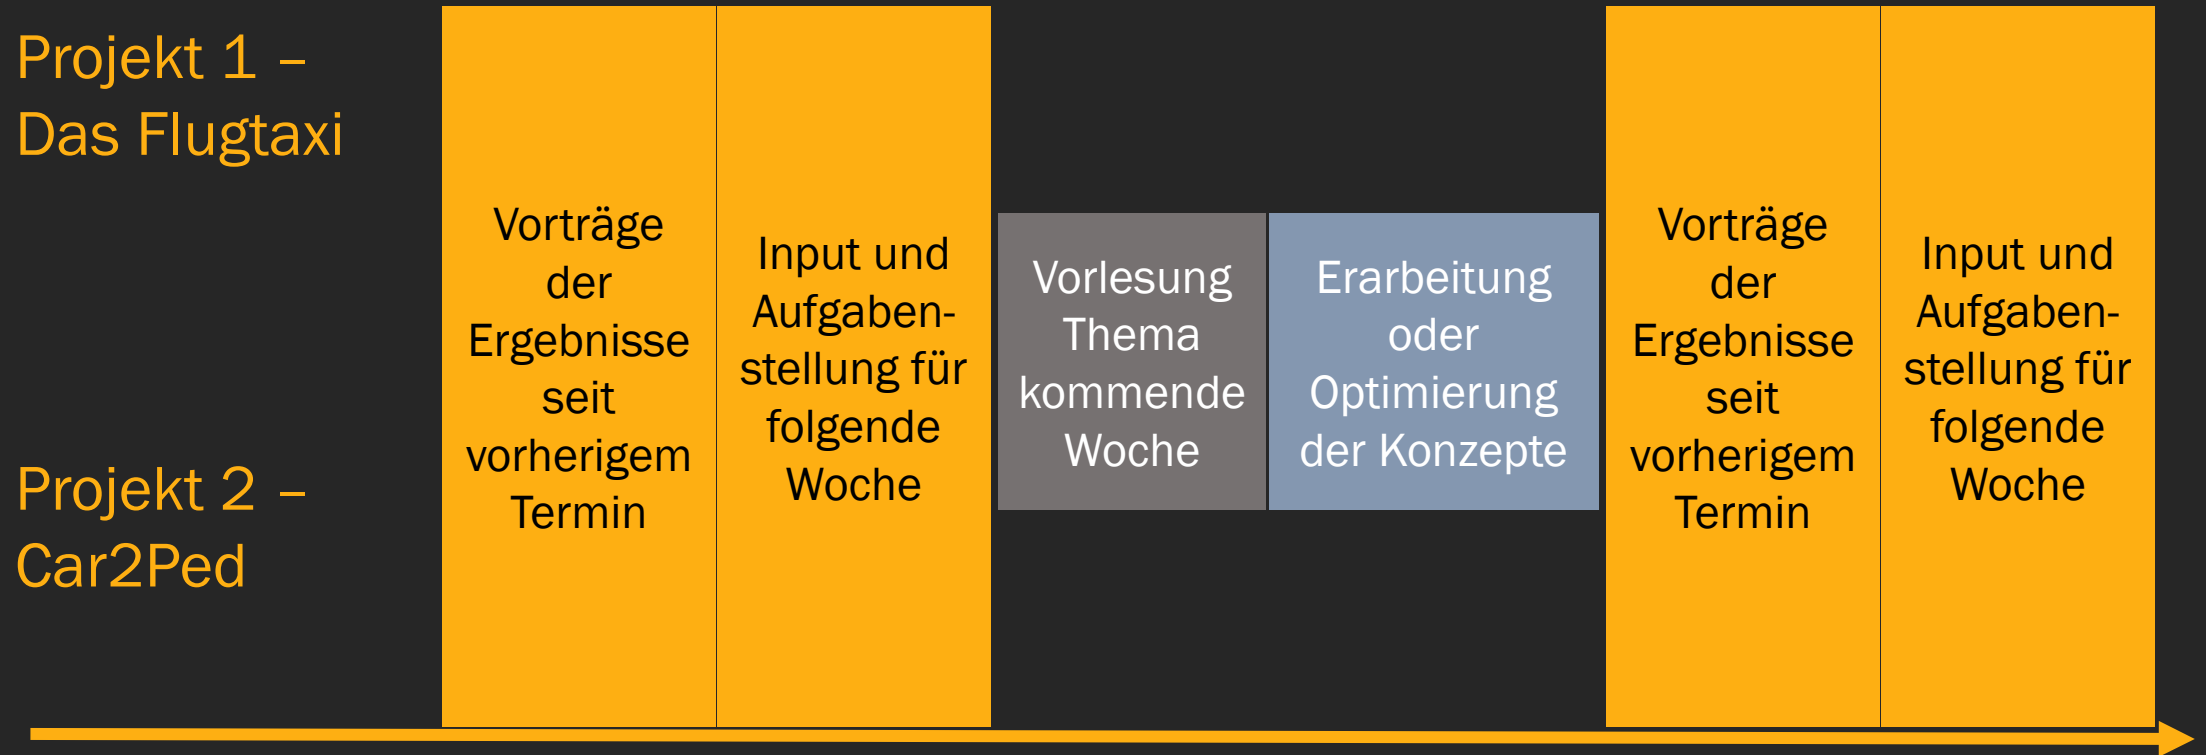 Projekt 1 –
Das Flugtaxi
Projekt 2 –
Car2Ped
Vorträge
der
Ergebnisse
seit
vorherigem
Termin
Input und
Aufgaben-
stellung für
folgende
Woche
Vorlesung
Thema
kommende
Woche
Erarbeitung
oder
Optimierung
der Konzepte
Vorträge
der
Ergebnisse
seit
vorherigem
Termin
Input und
Aufgaben-
stellung für
folgende
Woche